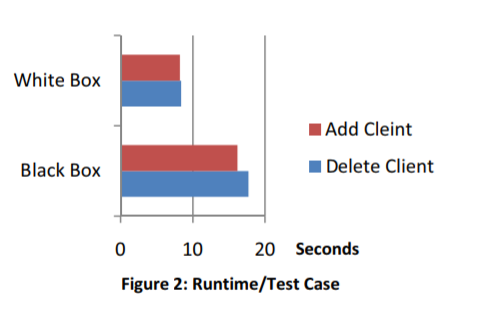 White Box
Black Box
Add Cleint
Delete Client
0 10 20 Seconds
Figure 2: Runtime/Test Case